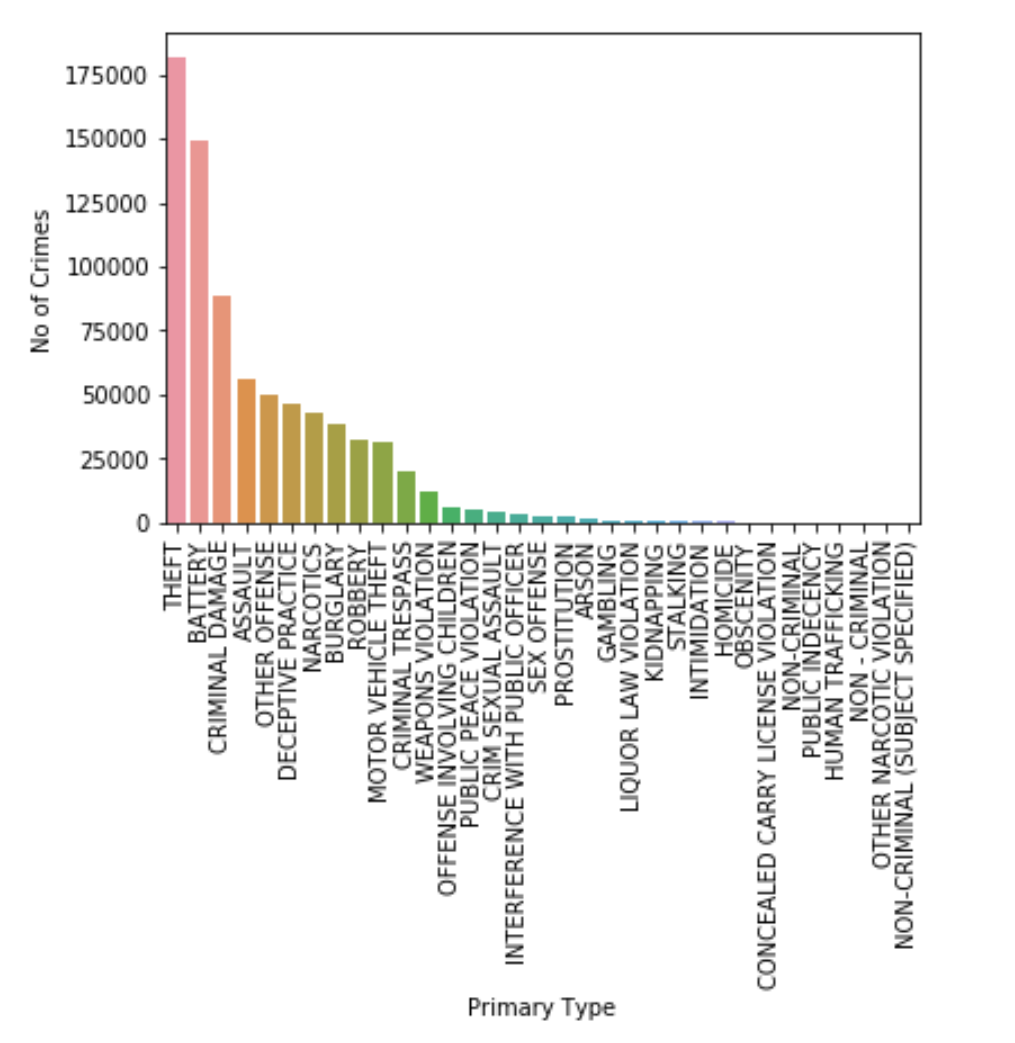 175000
150000
125000
100000
75000
50000
25000
0
No of Crimes
THEFT
BATTERY
CRIMINAL DAMAGE
ASSAULT
OTHER OFFENSE
DECEPTIVE PRACTICE
NARCOTICS
BURGLARY
ROBBERY
MOTOR VEHICLE THEFT
CRIMINAL TRESPASS
WEAPONS VIOLATION
OFFENSE INVOLVING CHILDREN
PUBLIC PEACE VIOLATION
CRIM SEXUAL ASSAULT
INTERFERENCE WITH PUBLIC OFFICER
SEX OFFENSE
PROSTITUTION
ARSON
GAMBLING
LIQUOR LAW VIOLATION
KIDNAPPING
STALKING
INTIMIDATION
HOMICIDE
OBSCENITY
CONCEALED CARRY LICENSE VIOLATION
NON-CRIMINAL
PUBLIC INDECENCY
HUMAN TRAFFICKING
NON - CRIMINAL
OTHER NARCOTIC VIOLATION
NON-CRIMINAL (SUBJECT SPECIFIED)
Primary Type